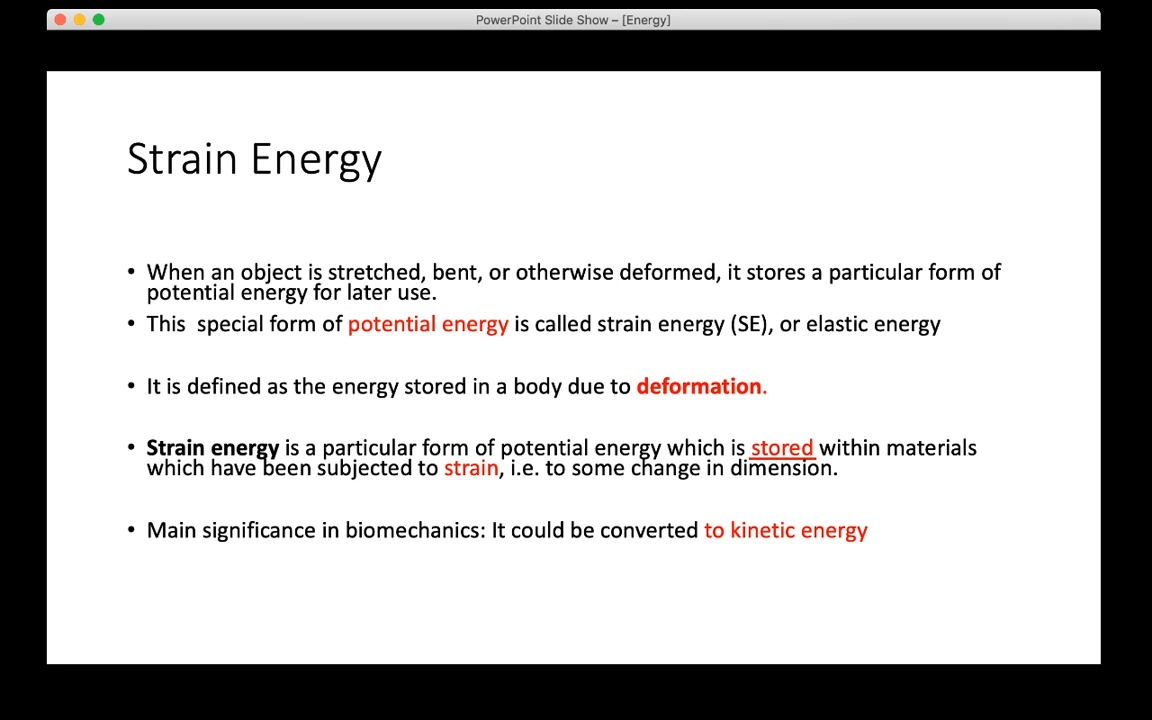 PowerPoint Slide Show – [Energy]
Strain Energy
• When an object is stretched, bent, or otherwise deformed, it stores a particular form of
potential energy for later use.
• This  special form of potential energy is called strain energy (SE), or elastic energy
• It is defined as the energy stored in a body due to deformation.
• Strain energy is a particular form of potential energy which is stored within materials
which have been subjected to strain, i.e. to some change in dimension.
• Main significance in biomechanics: It could be converted to kinetic energy